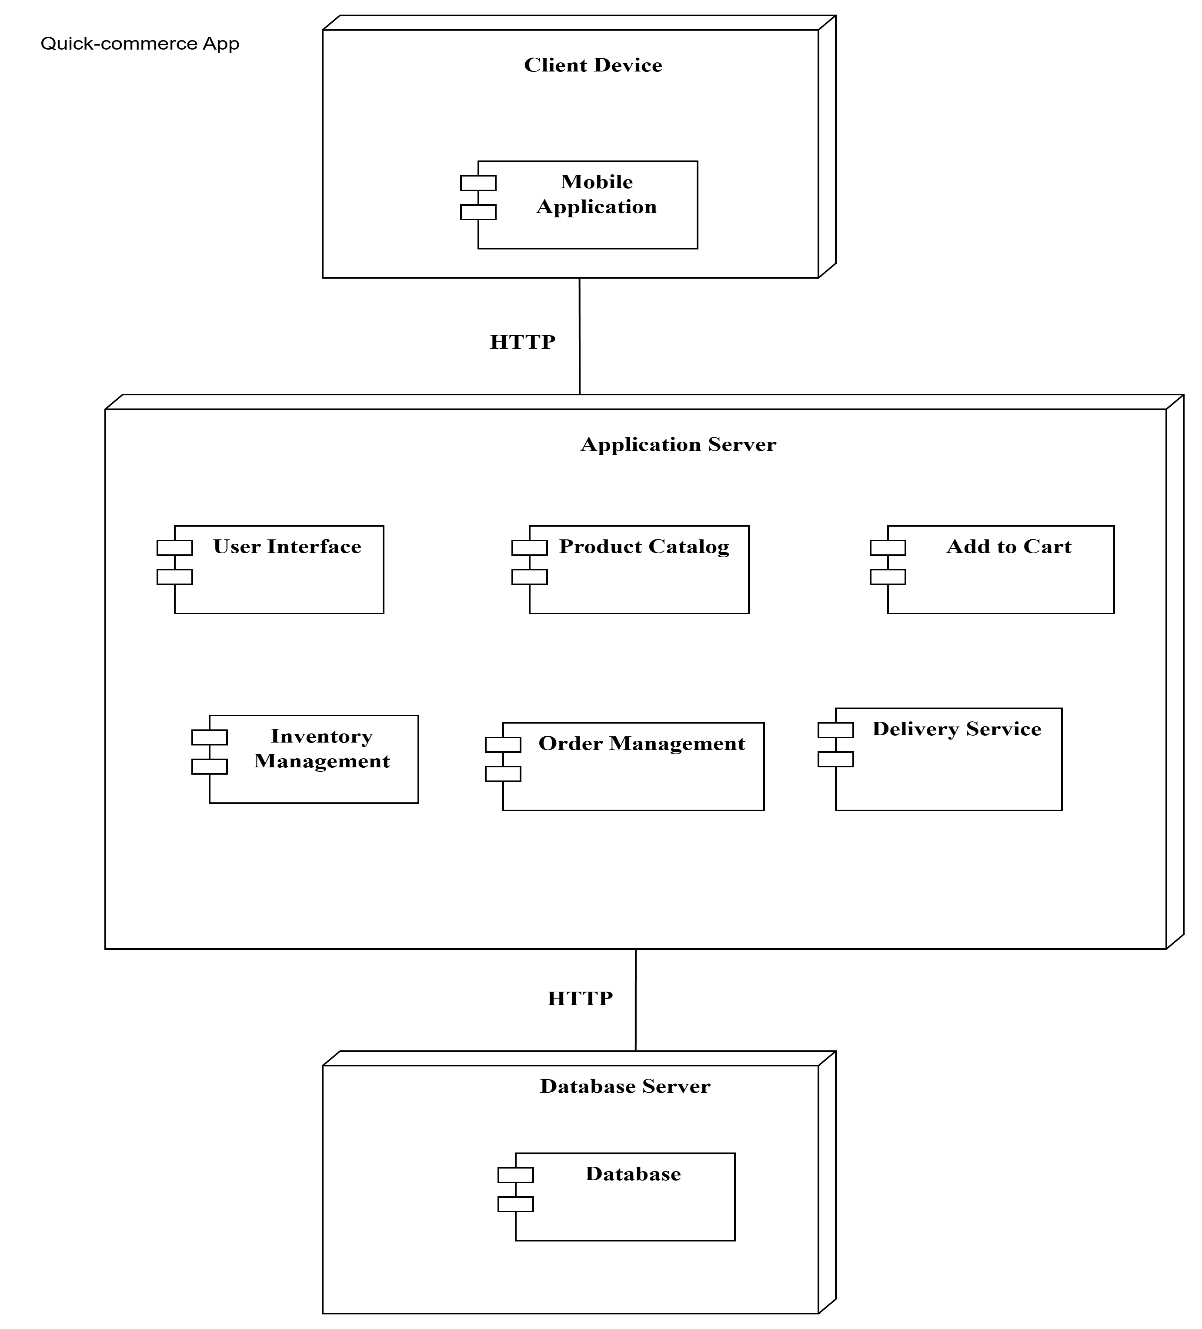 Quick-commerce App
Client Device
Mobile
Application
HTTP
Application Server
User Interface
Product Catalog
Add to Cart
Inventory
Management
Order Management
Delivery Service
HTTP
Database Server
Database